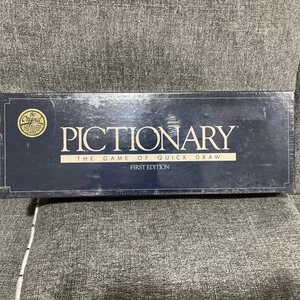 PICTIONARY
THE GAME OF QUICK DRAW
FIRST EDITION